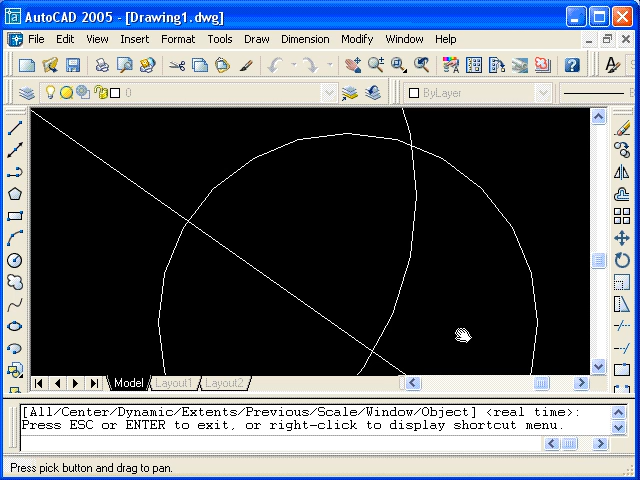 AutoCAD 2005 - [Drawing1.dwg]
File Edit View Insert Format Tools Draw Dimension Modify Window Help
0 ByLayer
Model Layout1 Layout2
[All/Center/Dynamic/Extents/Previous/Scale/Window/Object] <real time>:
Press ESC or ENTER to exit, or right-click to display shortcut menu.
Press pick button and drag to pan.